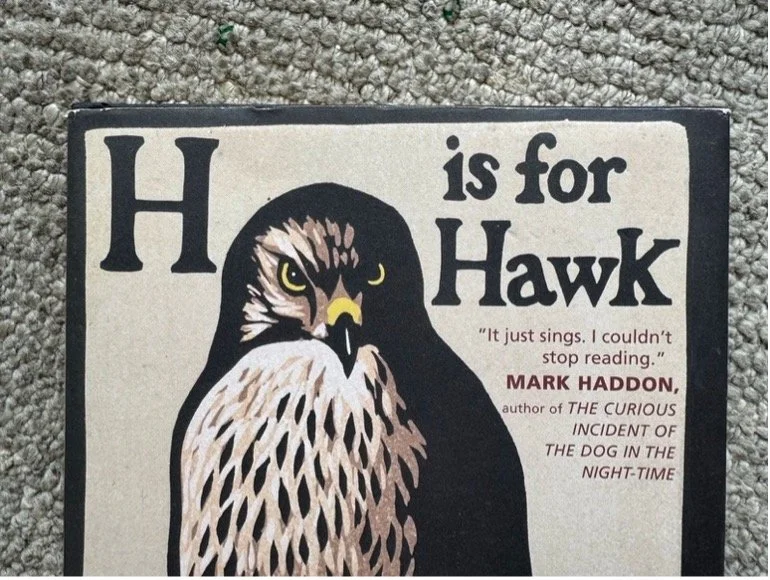 H is for
Hawk
"It just sings. I couldn't
stop reading."
MARK HADDON,
author of THE CURIOUS
INCIDENT OF
THE DOG IN THE
NIGHT-TIME